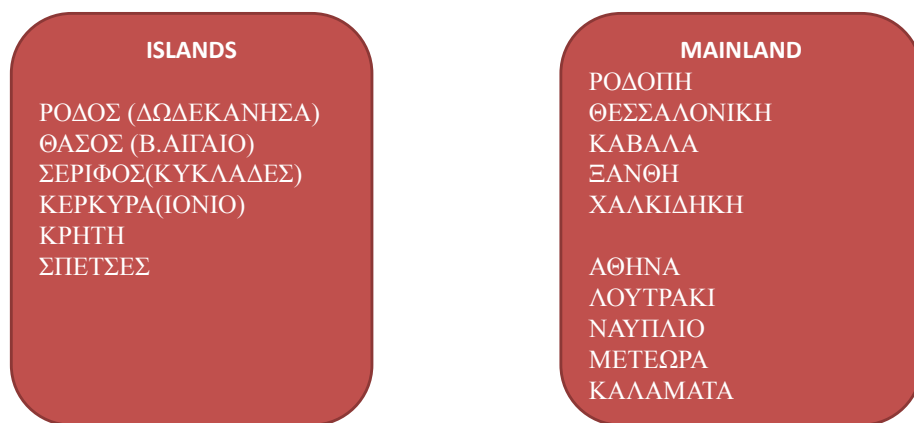 ISLANDS
ΡΟΔΟΣ (ΔΩΔΕΚΑΝΗΣΑ)
ΘΑΣΟΣ (Β.ΑΙΓΑΙΟ)
ΣΕΡΙΦΟΣ(ΚΥΚΛΑΔΕΣ)
ΚΕΡΚΥΡΑ(ΙΟΝΙΟ)
ΚΡΗΤΗ
ΣΠΕΤΣΕΣ
MAINLAND
ΡΟΔΟΠΗ
ΘΕΣΣΑΛΟΝΙΚΗ
ΚΑΒΑΛΑ
ΞΑΝΘΗ
ΧΑΛΚΙΔΗΚΗ
ΑΘΗΝΑ
ΛΟΥΤΡΑΚΙ
ΝΑΥΠΛΙΟ
ΜΕΤΕΩΡΑ
ΚΑΛΑΜΑΤΑ